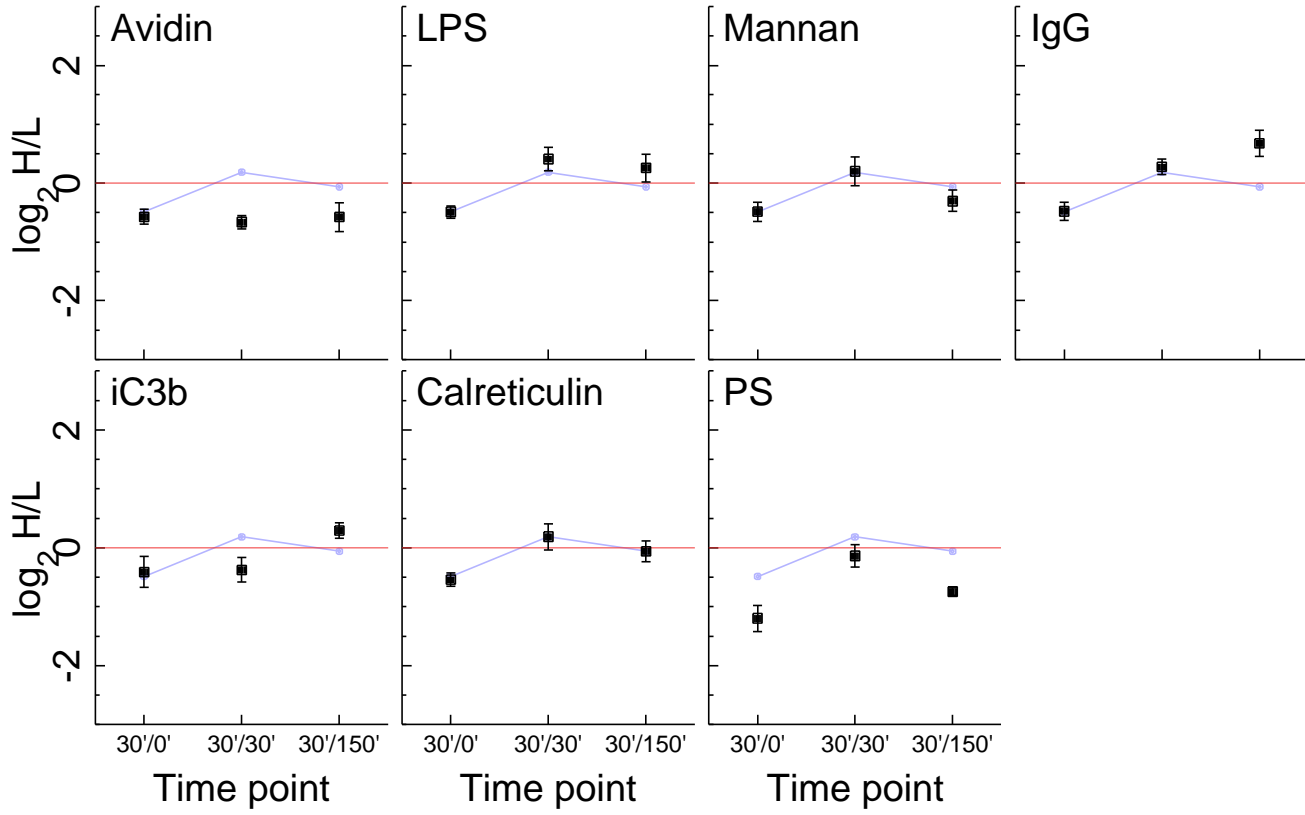 Avidin LPS Mannan IgG
2
0
-2
log2 H/L
iC3b Calreticulin PS
2
0
-2
log2 H/L
30'/0' 30'/30' 30'/150' 30'/0' 30'/30' 30'/150' 30'/0' 30'/30' 30'/150'
Time point Time point Time point